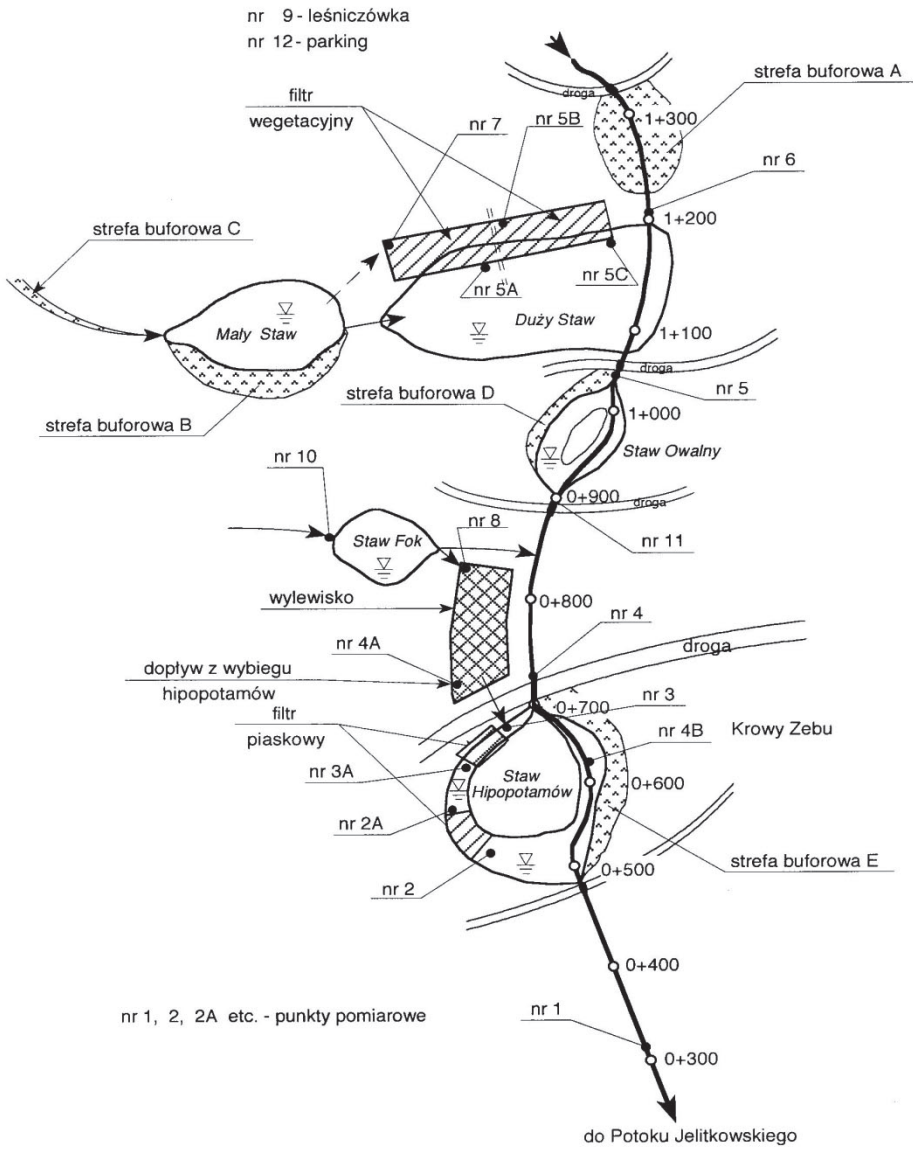 nr 9 - leśniczówka
nr 12 - parking
strefa buforowa A
droga
filtr
wegetacyjny
nr 7
nr 5B
1+300
nr 6
1+200
strefa buforowa C
nr 5A
nr 5C
Mały Staw
Duży Staw
1+100
droga
nr 5
strefa buforowa D
strefa buforowa B
1+000
Staw Owalny
nr 10
0+900
droga
nr 8
nr 11
Staw Fok
wylewisko
0+800
nr 4A
nr 4
droga
dopływ z wybiegu
hipopotamów
nr 3
0+700
filtr
piaskowy
nr 4B
Krowy Zebu
nr 3A
Staw
Hipopotamów
0+600
nr 2A
strefa buforowa E
0+500
nr 2
0+400
nr 1, 2, 2A etc. - punkty pomiarowe
nr 1
0+300
do Potoku Jelitkowskiego